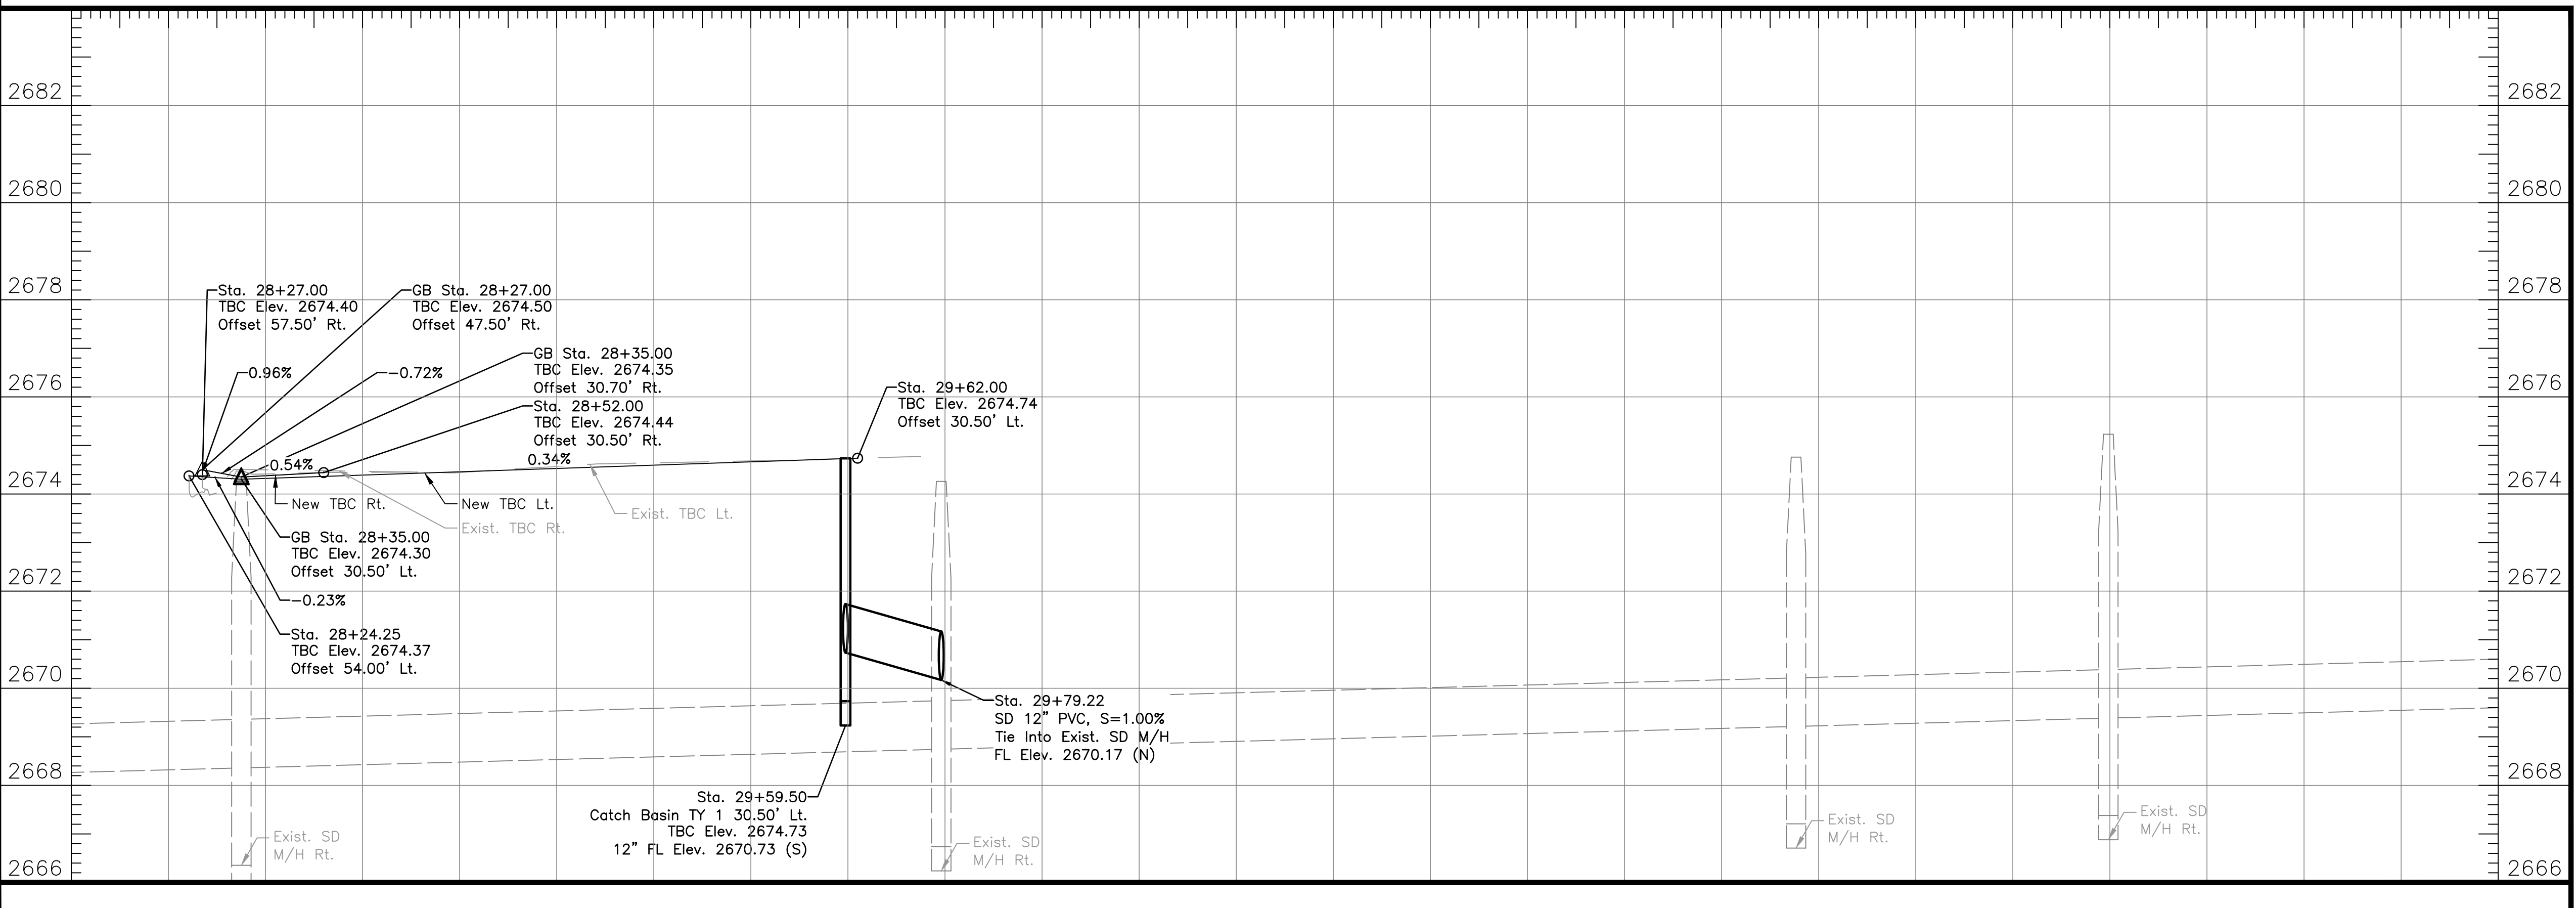 2682
2680
2678
2676
2674
2672
2670
2668
2666
Sta. 28+27.00
TBC Elev. 2674.40
Offset 57.50' Rt.
GB Sta. 28+27.00
TBC Elev. 2674.50
Offset 47.50' Rt.
0.96%
-0.72%
GB Sta. 28+35.00
TBC Elev. 2674.35
Offset 30.70' Rt.
Sta. 28+52.00
TBC Elev. 2674.44
Offset 30.50' Rt.
0.54%
0.34%
Sta. 29+62.00
TBC Elev. 2674.74
Offset 30.50' Lt.
New TBC Rt.
New TBC Lt.
Exist. TBC Rt.
Exist. TBC Lt.
GB Sta. 28+35.00
TBC Elev. 2674.30
Offset 30.50' Lt.
-0.23%
Sta. 28+24.25
TBC Elev. 2674.37
Offset 54.00' Lt.
Sta. 29+79.22
SD 12" PVC, S=1.00%
Tie Into Exist. SD M/H
FL Elev. 2670.17 (N)
Sta. 29+59.50
Catch Basin TY 1 30.50' Lt.
TBC Elev. 2674.73
12" FL Elev. 2670.73 (S)
Exist. SD
M/H Rt.
Exist. SD
M/H Rt.
Exist. SD
M/H Rt.
Exist. SD
M/H Rt.
2682
2680
2678
2676
2674
2672
2670
2668
2666